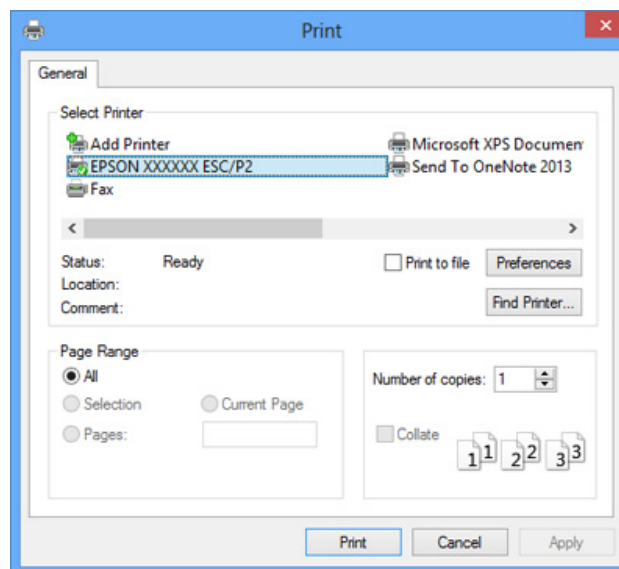 Print
General
Select Printer
Add Printer
EPSON XXXXXX ESC/P2
Fax
Microsoft XPS Documen
Send To OneNote 2013
Status: Ready
Location:
Comment:
Print to file
Preferences
Find Printer...
Page Range
All
Selection
Current Page
Pages:
Number of copies: 1
Collate
1 1 2 2 3 3
Print
Cancel
Apply